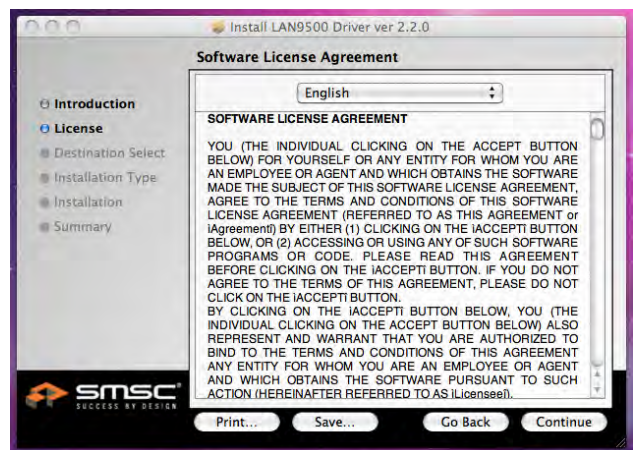 Install LAN9500 Driver ver 2.2.0
Software License Agreement
Introduction
License
Destination Select
Installation Type
Installation
Summary
English
SOFTWARE LICENSE AGREEMENT
YOU (THE INDIVIDUAL CLICKING ON THE ACCEPT BUTTON
BELOW) FOR YOURSELF OR ANY ENTITY FOR WHOM YOU ARE
AN EMPLOYEE OR AGENT AND WHICH OBTAINS THE SOFTWARE
MADE THE SUBJECT OF THIS SOFTWARE LICENSE AGREEMENT,
AGREE TO THE TERMS AND CONDITIONS OF THIS SOFTWARE
LICENSE AGREEMENT (REFERRED TO AS THIS AGREEMENT or
ìAgreementî) BY EITHER (1) CLICKING ON THE ìACCEPTî BUTTON
BELOW, OR (2) ACCESSING OR USING ANY OF SUCH SOFTWARE
PROGRAMS OR CODE. PLEASE READ THIS AGREEMENT
BEFORE CLICKING ON THE ìACCEPTî BUTTON. IF YOU DO NOT
AGREE TO THE TERMS OF THIS AGREEMENT, PLEASE DO NOT
CLICK ON THE ìACCEPTî BUTTON.
BY CLICKING ON THE ìACCEPTî BUTTON BELOW, YOU (THE
INDIVIDUAL CLICKING ON THE ACCEPT BUTTON BELOW) ALSO
REPRESENT AND WARRANT THAT YOU ARE AUTHORIZED TO
BIND TO THE TERMS AND CONDITIONS OF THIS AGREEMENT
ANY ENTITY FOR WHOM YOU ARE AN EMPLOYEE OR AGENT
AND WHICH OBTAINS THE SOFTWARE PURSUANT TO SUCH
ACTION (HEREINAFTER REFERRED TO AS ìLicenseeî).
smsc
SUCCESS BY DESIGN
Print...
Save...
Go Back
Continue